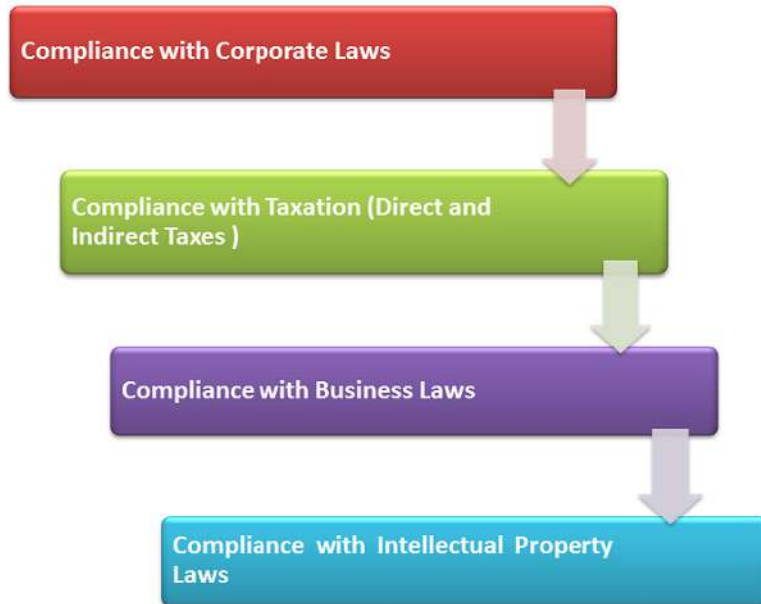 Compliance with Corporate Laws
Compliance with Taxation (Direct and
Indirect Taxes )
Compliance with Business Laws
Compliance with Intellectual Property
Laws